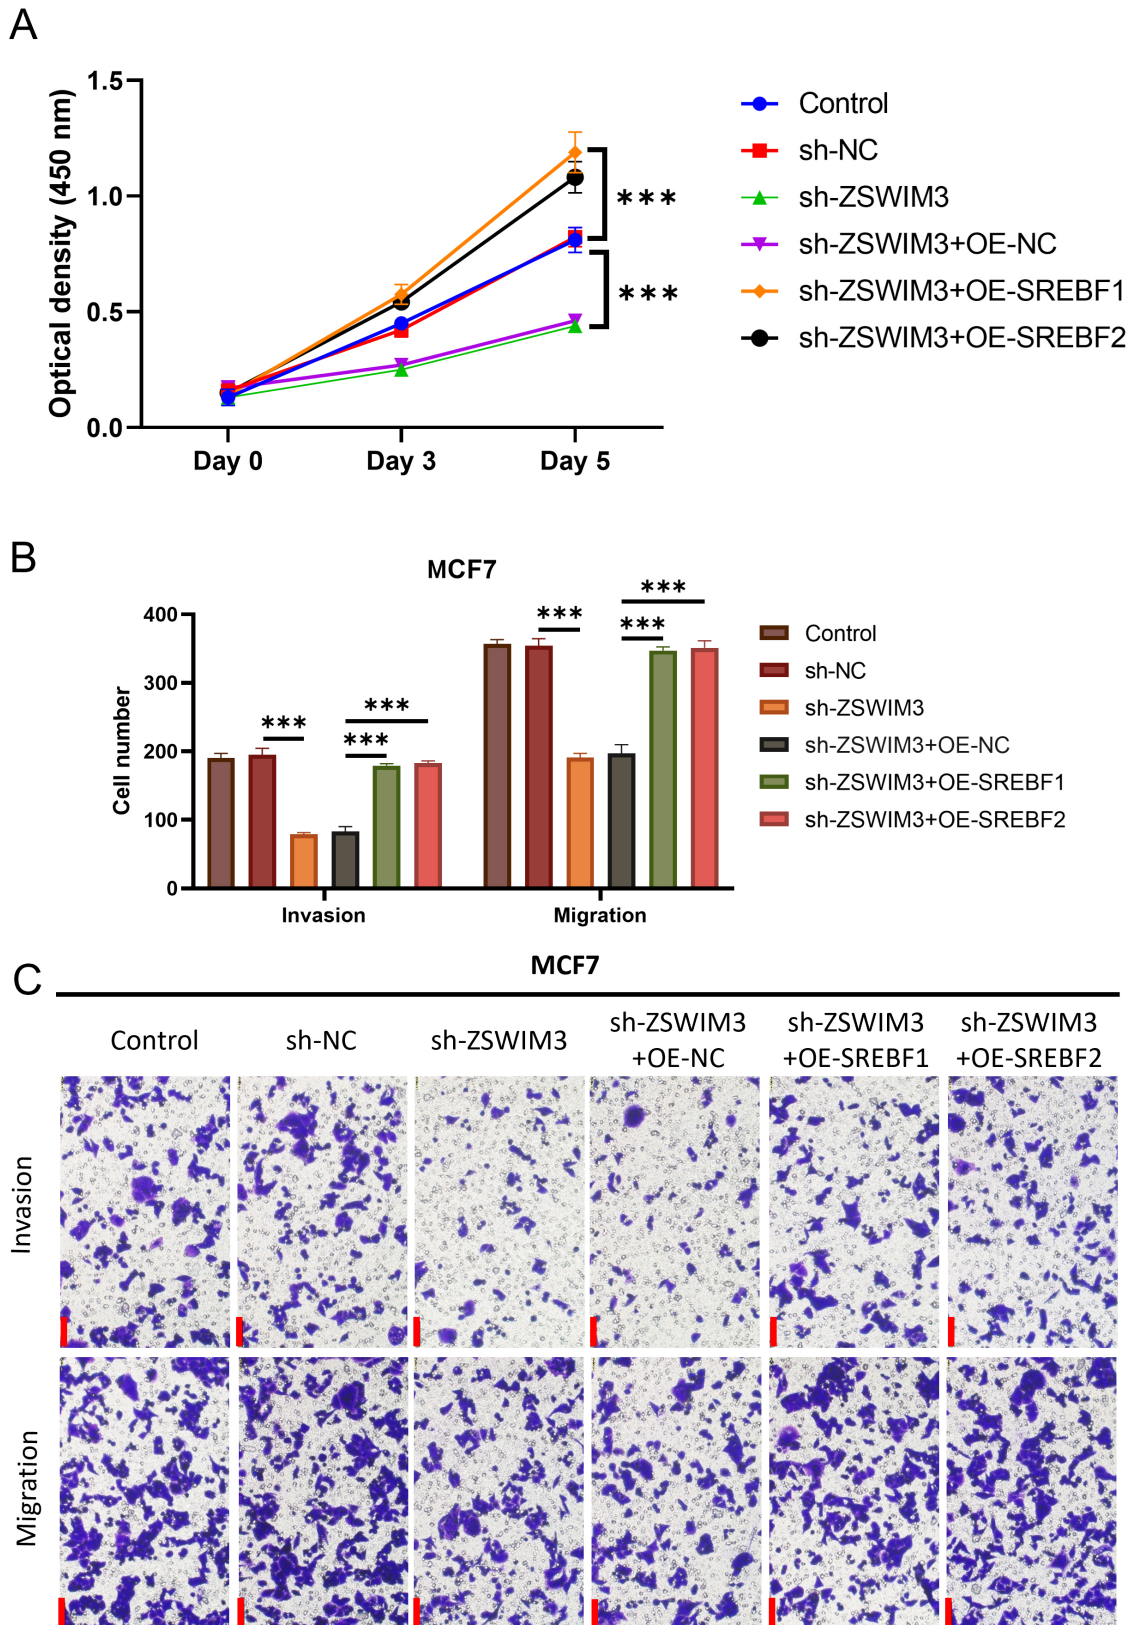 A
Optical density (450 nm)
1.5
1.0
0.5
0.0
Day 0
Day 3
Day 5
***
***
Control
sh-NC
sh-ZSWIM3
sh-ZSWIM3+OE-NC
sh-ZSWIM3+OE-SREBF1
sh-ZSWIM3+OE-SREBF2
B
MCF7
Cell number
400
300
200
100
0
***
***
***
***
***
***
Invasion
Migration
Control
sh-NC
sh-ZSWIM3
sh-ZSWIM3+OE-NC
sh-ZSWIM3+OE-SREBF1
sh-ZSWIM3+OE-SREBF2
C
MCF7
Control
sh-NC
sh-ZSWIM3
sh-ZSWIM3
+OE-NC
sh-ZSWIM3
+OE-SREBF1
sh-ZSWIM3
+OE-SREBF2
Invasion
Migration